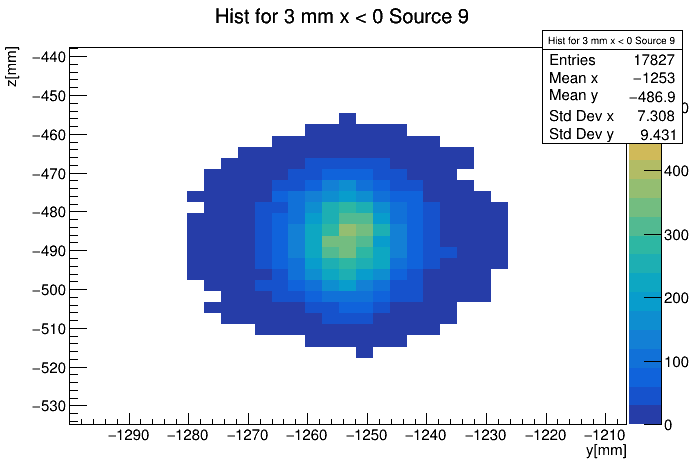 Hist for 3 mm x < 0 Source 9
Hist for 3 mm x < 0 Source 9
Entries 17827
Mean x −1253
Mean y −486.9
Std Dev x 7.308
Std Dev y 9.431
z[mm]
−440
−450
−460
−470
−480
−490
−500
−510
−520
−530
−1290 −1280 −1270 −1260 −1250 −1240 −1230 −1220 −1210
y[mm]
0
400
300
200
100
0